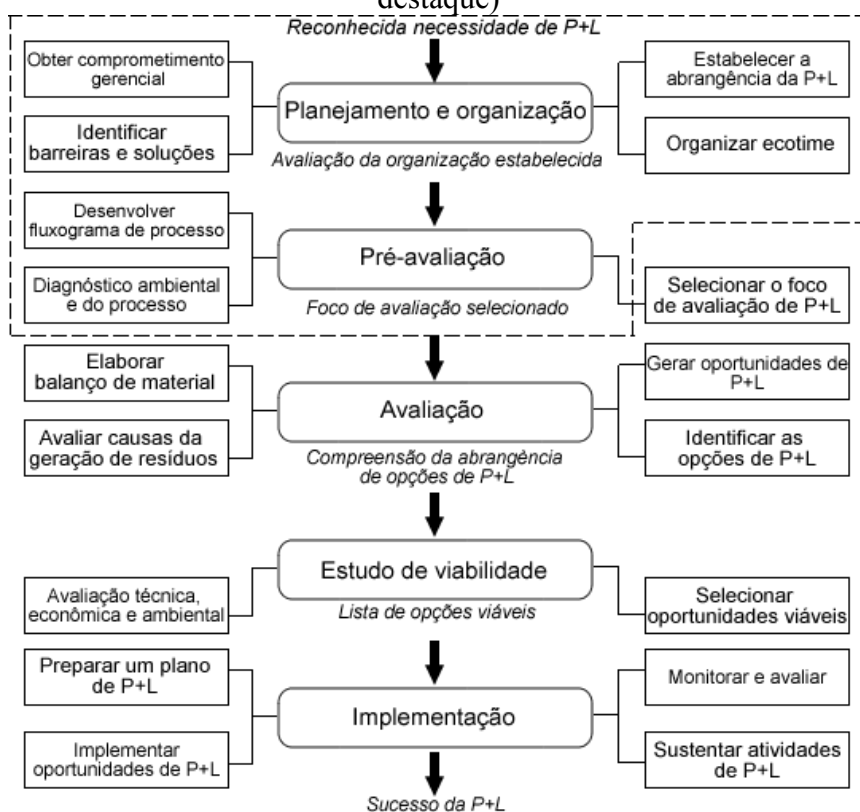 destaque)
Reconhecida necessidade de P+L
Obter comprometimento
gerencial
Identificar
barreiras e soluções
Planejamento e organização
Avaliação da organização estabelecida
Estabelecer a
abrangência da P+L
Organizar ecotime
Desenvolver
fluxograma de processo
Diagnóstico ambiental
e do processo
Pré-avaliação
Foco de avaliação selecionado
Selecionar o foco
de avaliação de P+L
Elaborar
balanço de material
Avaliar causas da
geração de resíduos
Avaliação
Compreensão da abrangência
de opções de P+L
Gerar oportunidades de
P+L
Identificar as
opções de P+L
Avaliação técnica,
econômica e ambiental
Estudo de viabilidade
Lista de opções viáveis
Selecionar
oportunidades viáveis
Preparar um plano
de P+L
Implementar
oportunidades de P+L
Implementação
Monitorar e avaliar
Sustentar atividades
de P+L
Sucesso da P+L